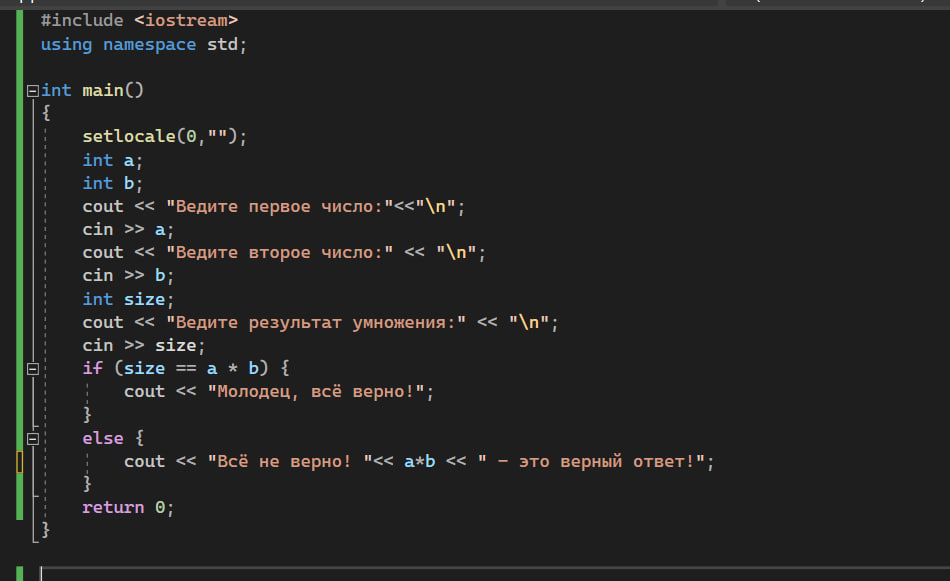 #include <iostream>
using namespace std;
int main()
{
setlocale(0,"");
int a;
int b;
cout << "Ведите первое число:"<<"\n";
cin >> a;
cout << "Ведите второе число:" << "\n";
cin >> b;
int size;
cout << "Ведите результат умножения:" << "\n";
cin >> size;
if (size == a * b) {
cout << "Молодец, всё верно!";
}
else {
cout << "Всё не верно! "<< a*b << " - это верный ответ!";
}
return 0;
}